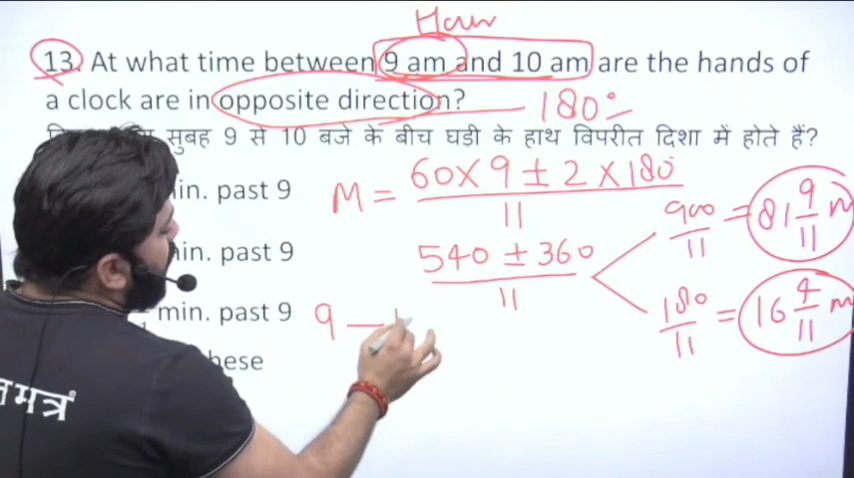 Hour
13. At what time between 9 am and 10 am are the hands of
a clock are in opposite direction? 180°
सुबह 9 से 10 बजे के बीच घड़ी के हाथ विपरीत दिशा में होते हैं?
in. past 9
M = 60 × 9 ± 2 × 180° / 11
in. past 9
540 ± 360 / 11
900 / 11 = 81 9/11 m
180 / 11 = 16 4/11 m
min. past 9
9 —
hese